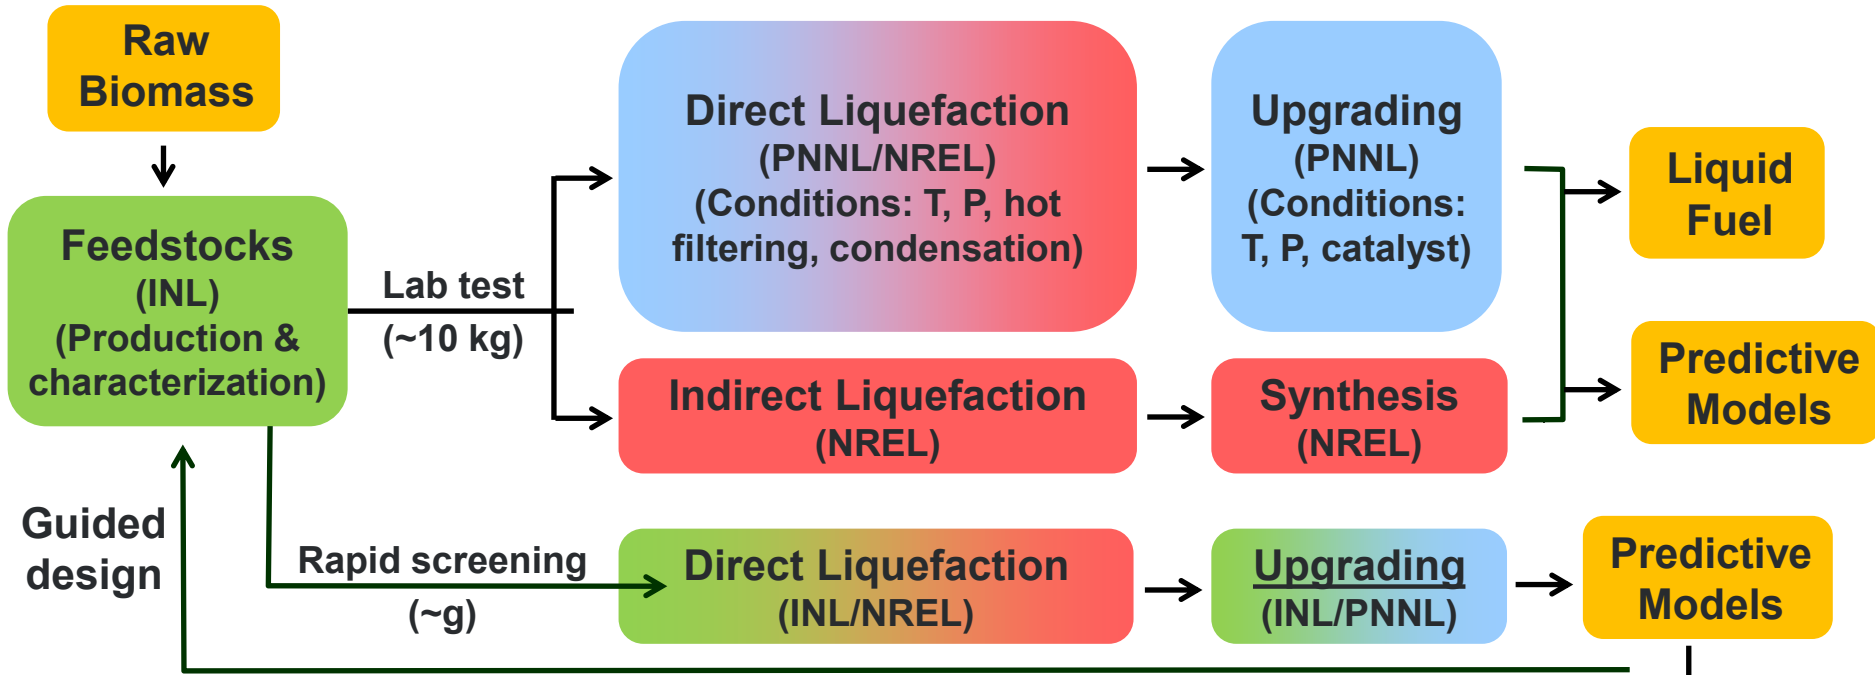 Raw
Biomass
Feedstocks
(INL)
(Production &
characterization)
Lab test
(~10 kg)
Direct Liquefaction
(PNNL/NREL)
(Conditions: T, P, hot
filtering, condensation)
Upgrading
(PNNL)
(Conditions:
T, P, catalyst)
Liquid
Fuel
Indirect Liquefaction
(NREL)
Synthesis
(NREL)
Predictive
Models
Guided
design
Rapid screening
(~g)
Direct Liquefaction
(INL/NREL)
Upgrading
(INL/PNNL)
Predictive
Models